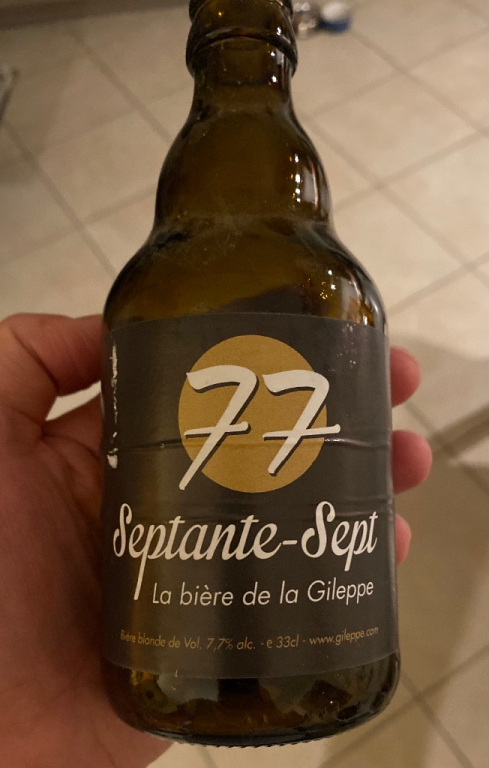 77
Septante-Sept
La bière de la Gileppe
Bière blonde de Vol. 7,7% alc. - e 33cl - www.gileppe.com